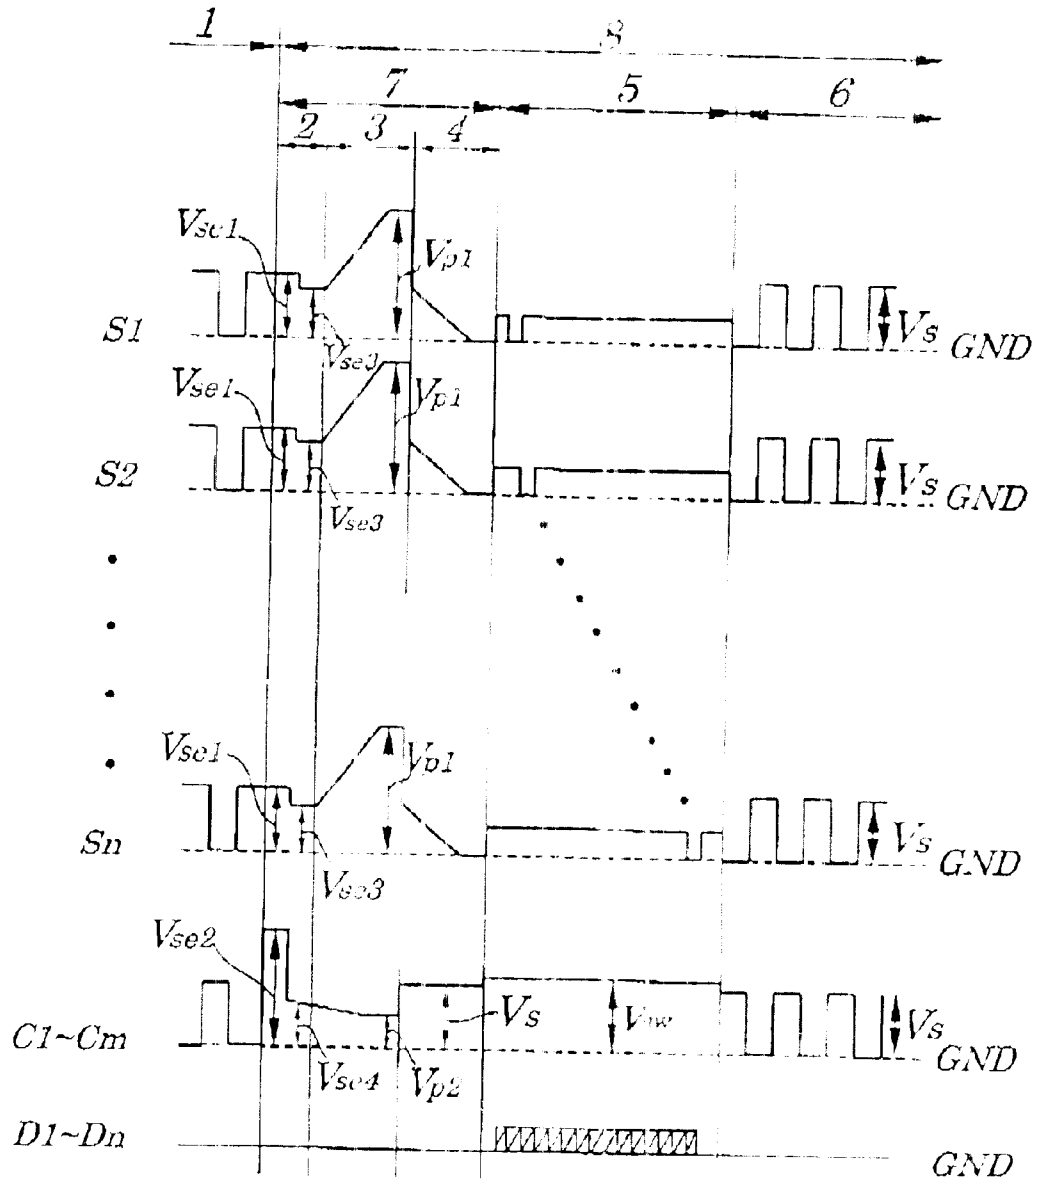 1 8
7 5 6
2 3 4
Vse1
Vp1
S1 Vs GND
Vse3
Vse1 Vp1
S2 Vs GND
Vse3
Vse1 Vp1
Sn Vs GND
Vse3
Vse2
Vs
C1~Cm Vs GND
Vse4 Vp2
D1~Dn
GND